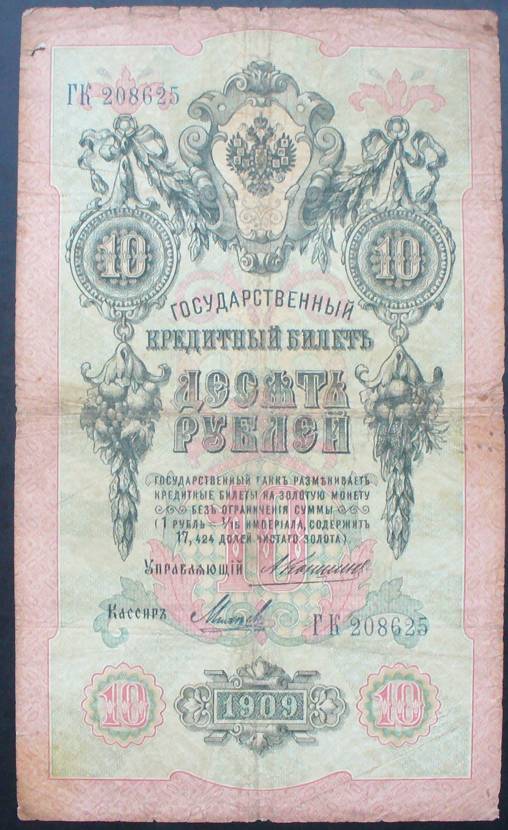 ГК 208625
10 10
ГОСУДАРСТВЕННЫЙ
КРЕДИТНЫЙ БИЛЕТЪ
ДЕСЯТЬ
РУБЛЕЙ
ГОСУДАРСТВЕННЫЙ БАНКЪ РАЗМѢНИВАЕТЪ
КРЕДИТНЫЕ БИЛЕТЫ НА ЗОЛОТУЮ МОНЕТУ
БЕЗЪ ОГРАНИЧЕНІЯ СУММЫ
(1 РУБЛЬ = 1/15 ИМПЕРІАЛА, СОДЕРЖИТЪ
17,424 ДОЛЕЙ ЧИСТАГО ЗОЛОТА).
10
УПРАВЛЯЮЩІЙ
КАССИРЪ
ГК 208625
10 1909 10